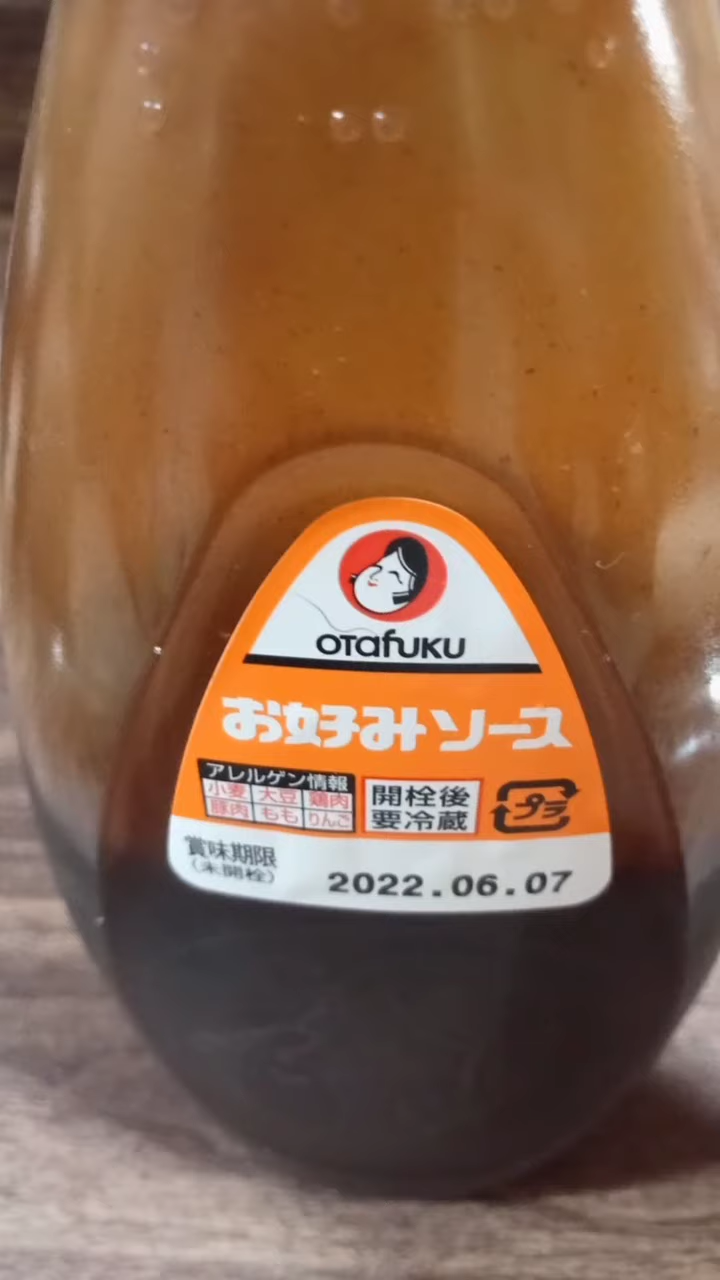 OTAFUKU
お好みソース
アレルゲン情報
小麦 大豆 鶏肉
豚肉 もも りんご
開栓後
要冷蔵
プラ
賞味期限
(未開栓)
2022.06.07